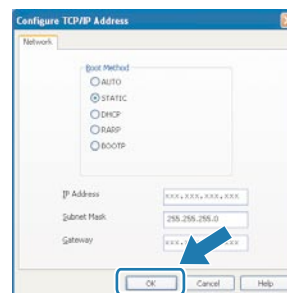 Configure TCP/IP Address
Network
Boot Method
AUTO
STATIC
DHCP
RARP
BOOTP
IP Address xxx.xxx.xxx.xxx
Subnet Mask 255.255.255.0
Gateway
OK Cancel Help